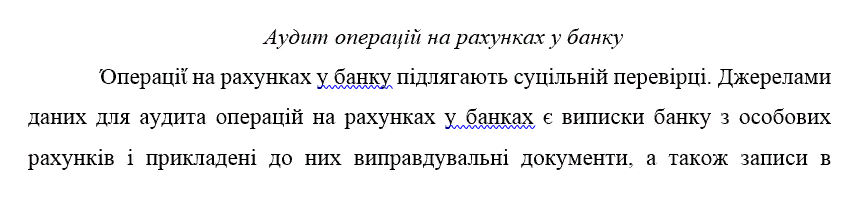 Аудит операцій на рахунках у банку
Операції на рахунках у банку підлягають суцільній перевірці. Джерелами
даних для аудита операцій на рахунках у банках є виписки банку з особових
рахунків і прикладені до них виправдувальні документи, а також записи в